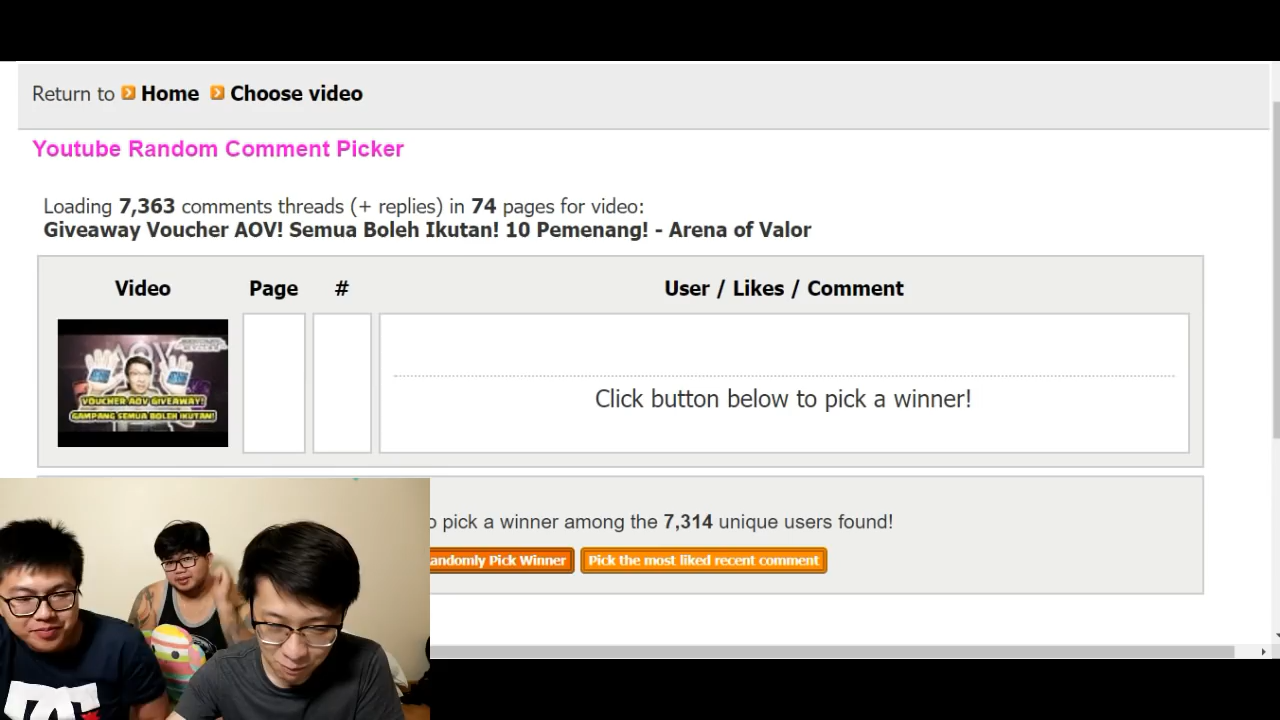 Return to Home Choose video
Youtube Random Comment Picker
Loading 7,363 comments threads (+ replies) in 74 pages for video:
Giveaway Voucher AOV! Semua Boleh Ikutan! 10 Pemenang! - Arena of Valor
Video Page # User / Likes / Comment
AOV
VOUCHER AOV GIVEAWAY!
GAMPANG SEMUA BOLEH IKUTAN!
Click button below to pick a winner!
pick a winner among the 7,314 unique users found!
andomly Pick Winner Pick the most liked recent comment